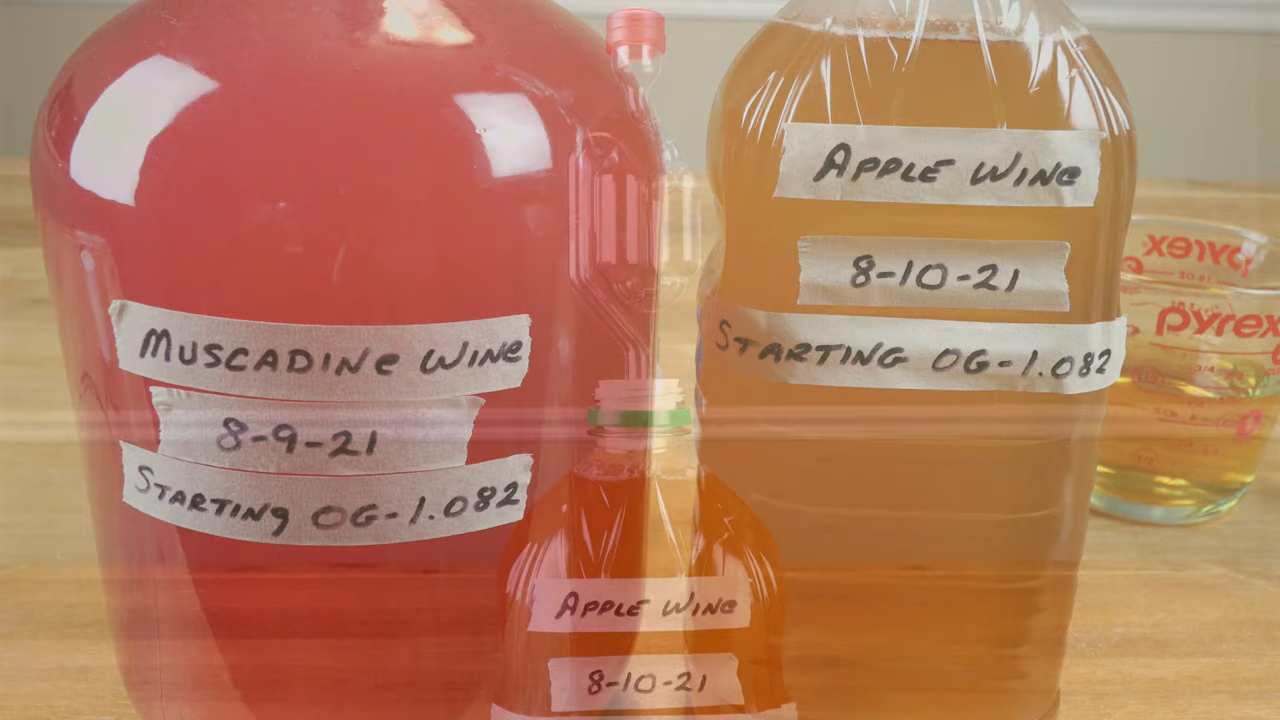 MUSCADINE WINE
8-9-21
STARTING OG-1.082
APPLE WINE
8-10-21
STARTING OG-1.082
APPLE WINE
8-10-21
PYREX
pyrex